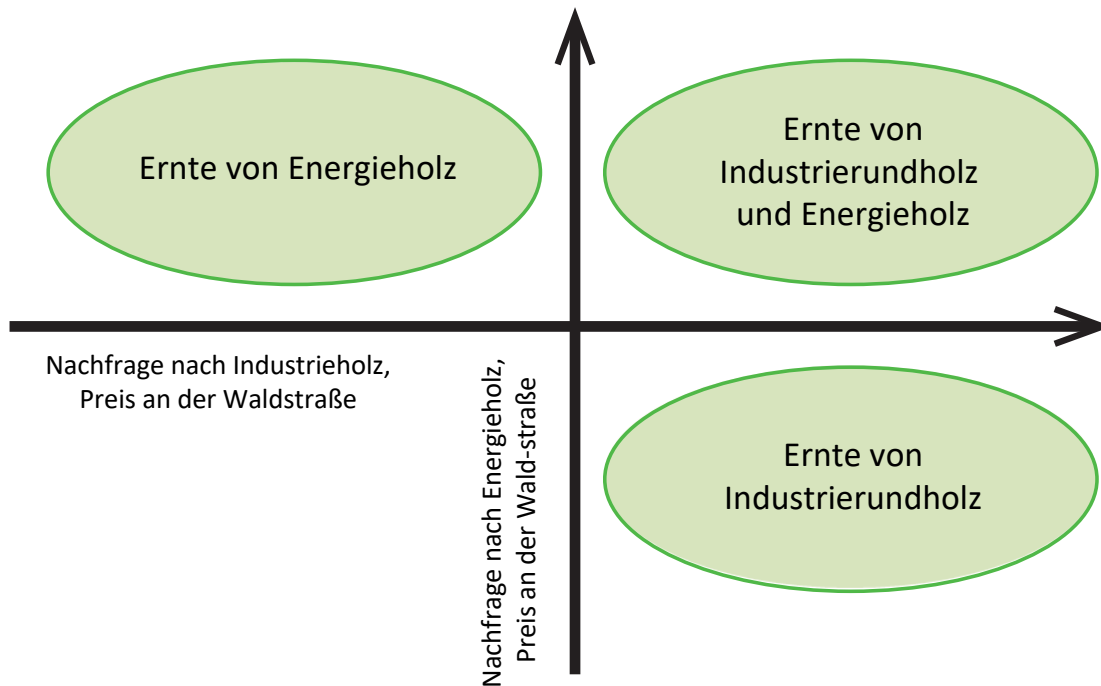 Ernte von Energieholz
Ernte von
Industrierundholz
und Energieholz
Nachfrage nach Industrieholz,
Preis an der Waldstraße
Nachfrage nach Energieholz,
Preis an der Wald-straße
Ernte von
Industrierundholz